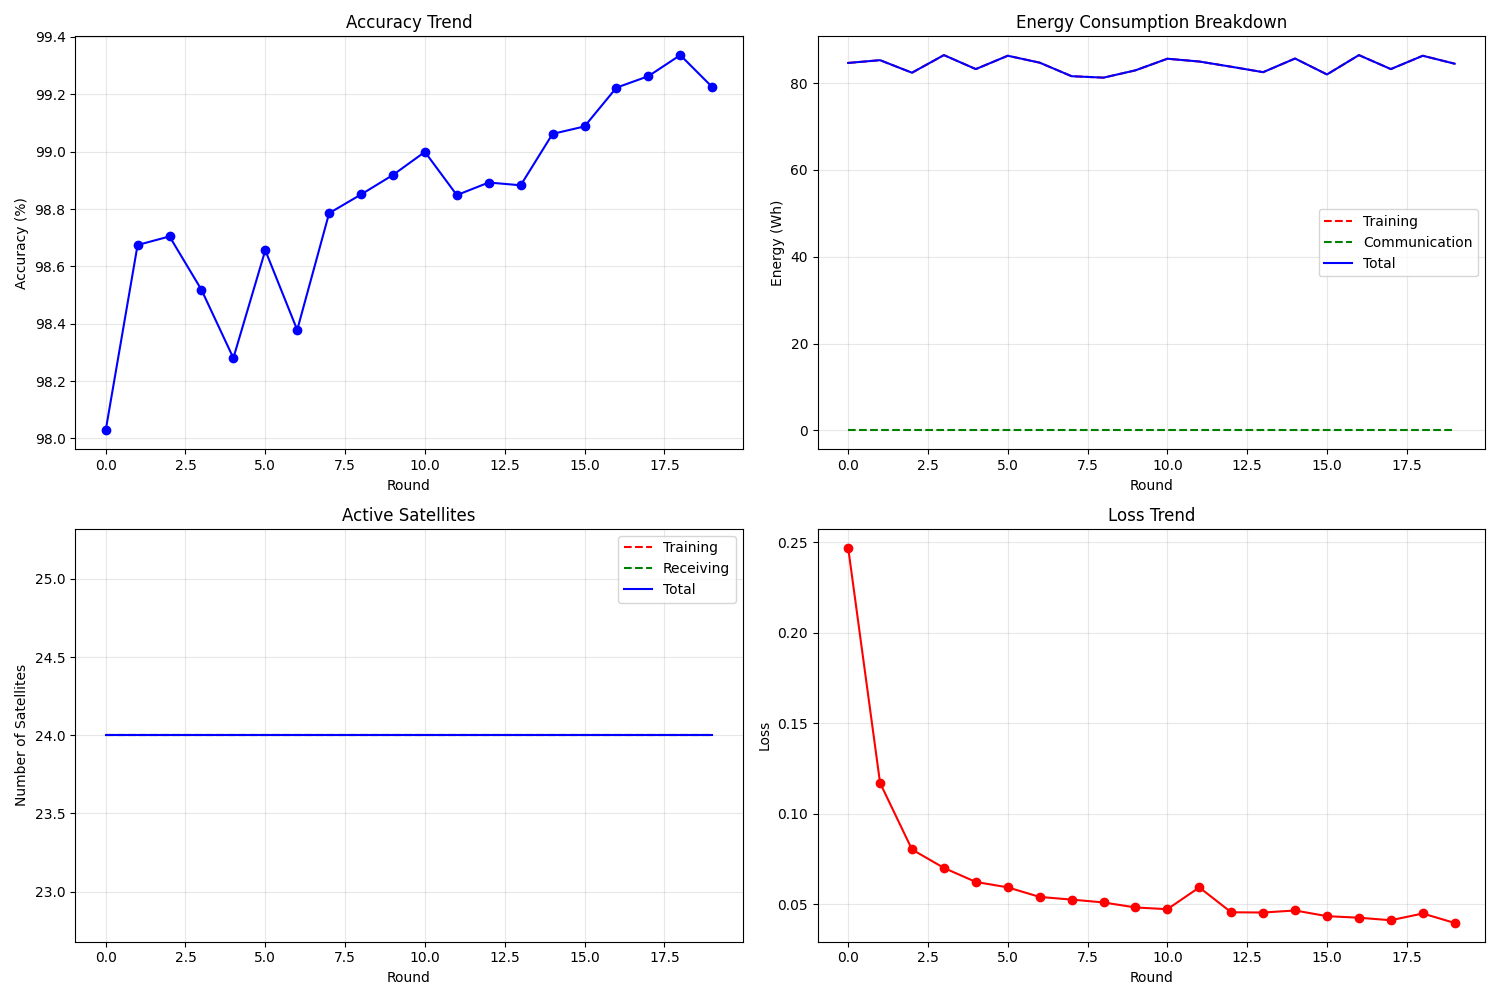 Accuracy Trend
Accuracy (%)
99.4
99.2
99.0
98.8
98.6
98.4
98.2
98.0
0.0 2.5 5.0 7.5 10.0 12.5 15.0 17.5
Round
Energy Consumption Breakdown
Energy (Wh)
80
60
40
20
0
Training
Communication
Total
0.0 2.5 5.0 7.5 10.0 12.5 15.0 17.5
Round
Active Satellites
Number of Satellites
25.0
24.5
24.0
23.5
23.0
Training
Receiving
Total
0.0 2.5 5.0 7.5 10.0 12.5 15.0 17.5
Round
Loss Trend
Loss
0.25
0.20
0.15
0.10
0.05
0.0 2.5 5.0 7.5 10.0 12.5 15.0 17.5
Round